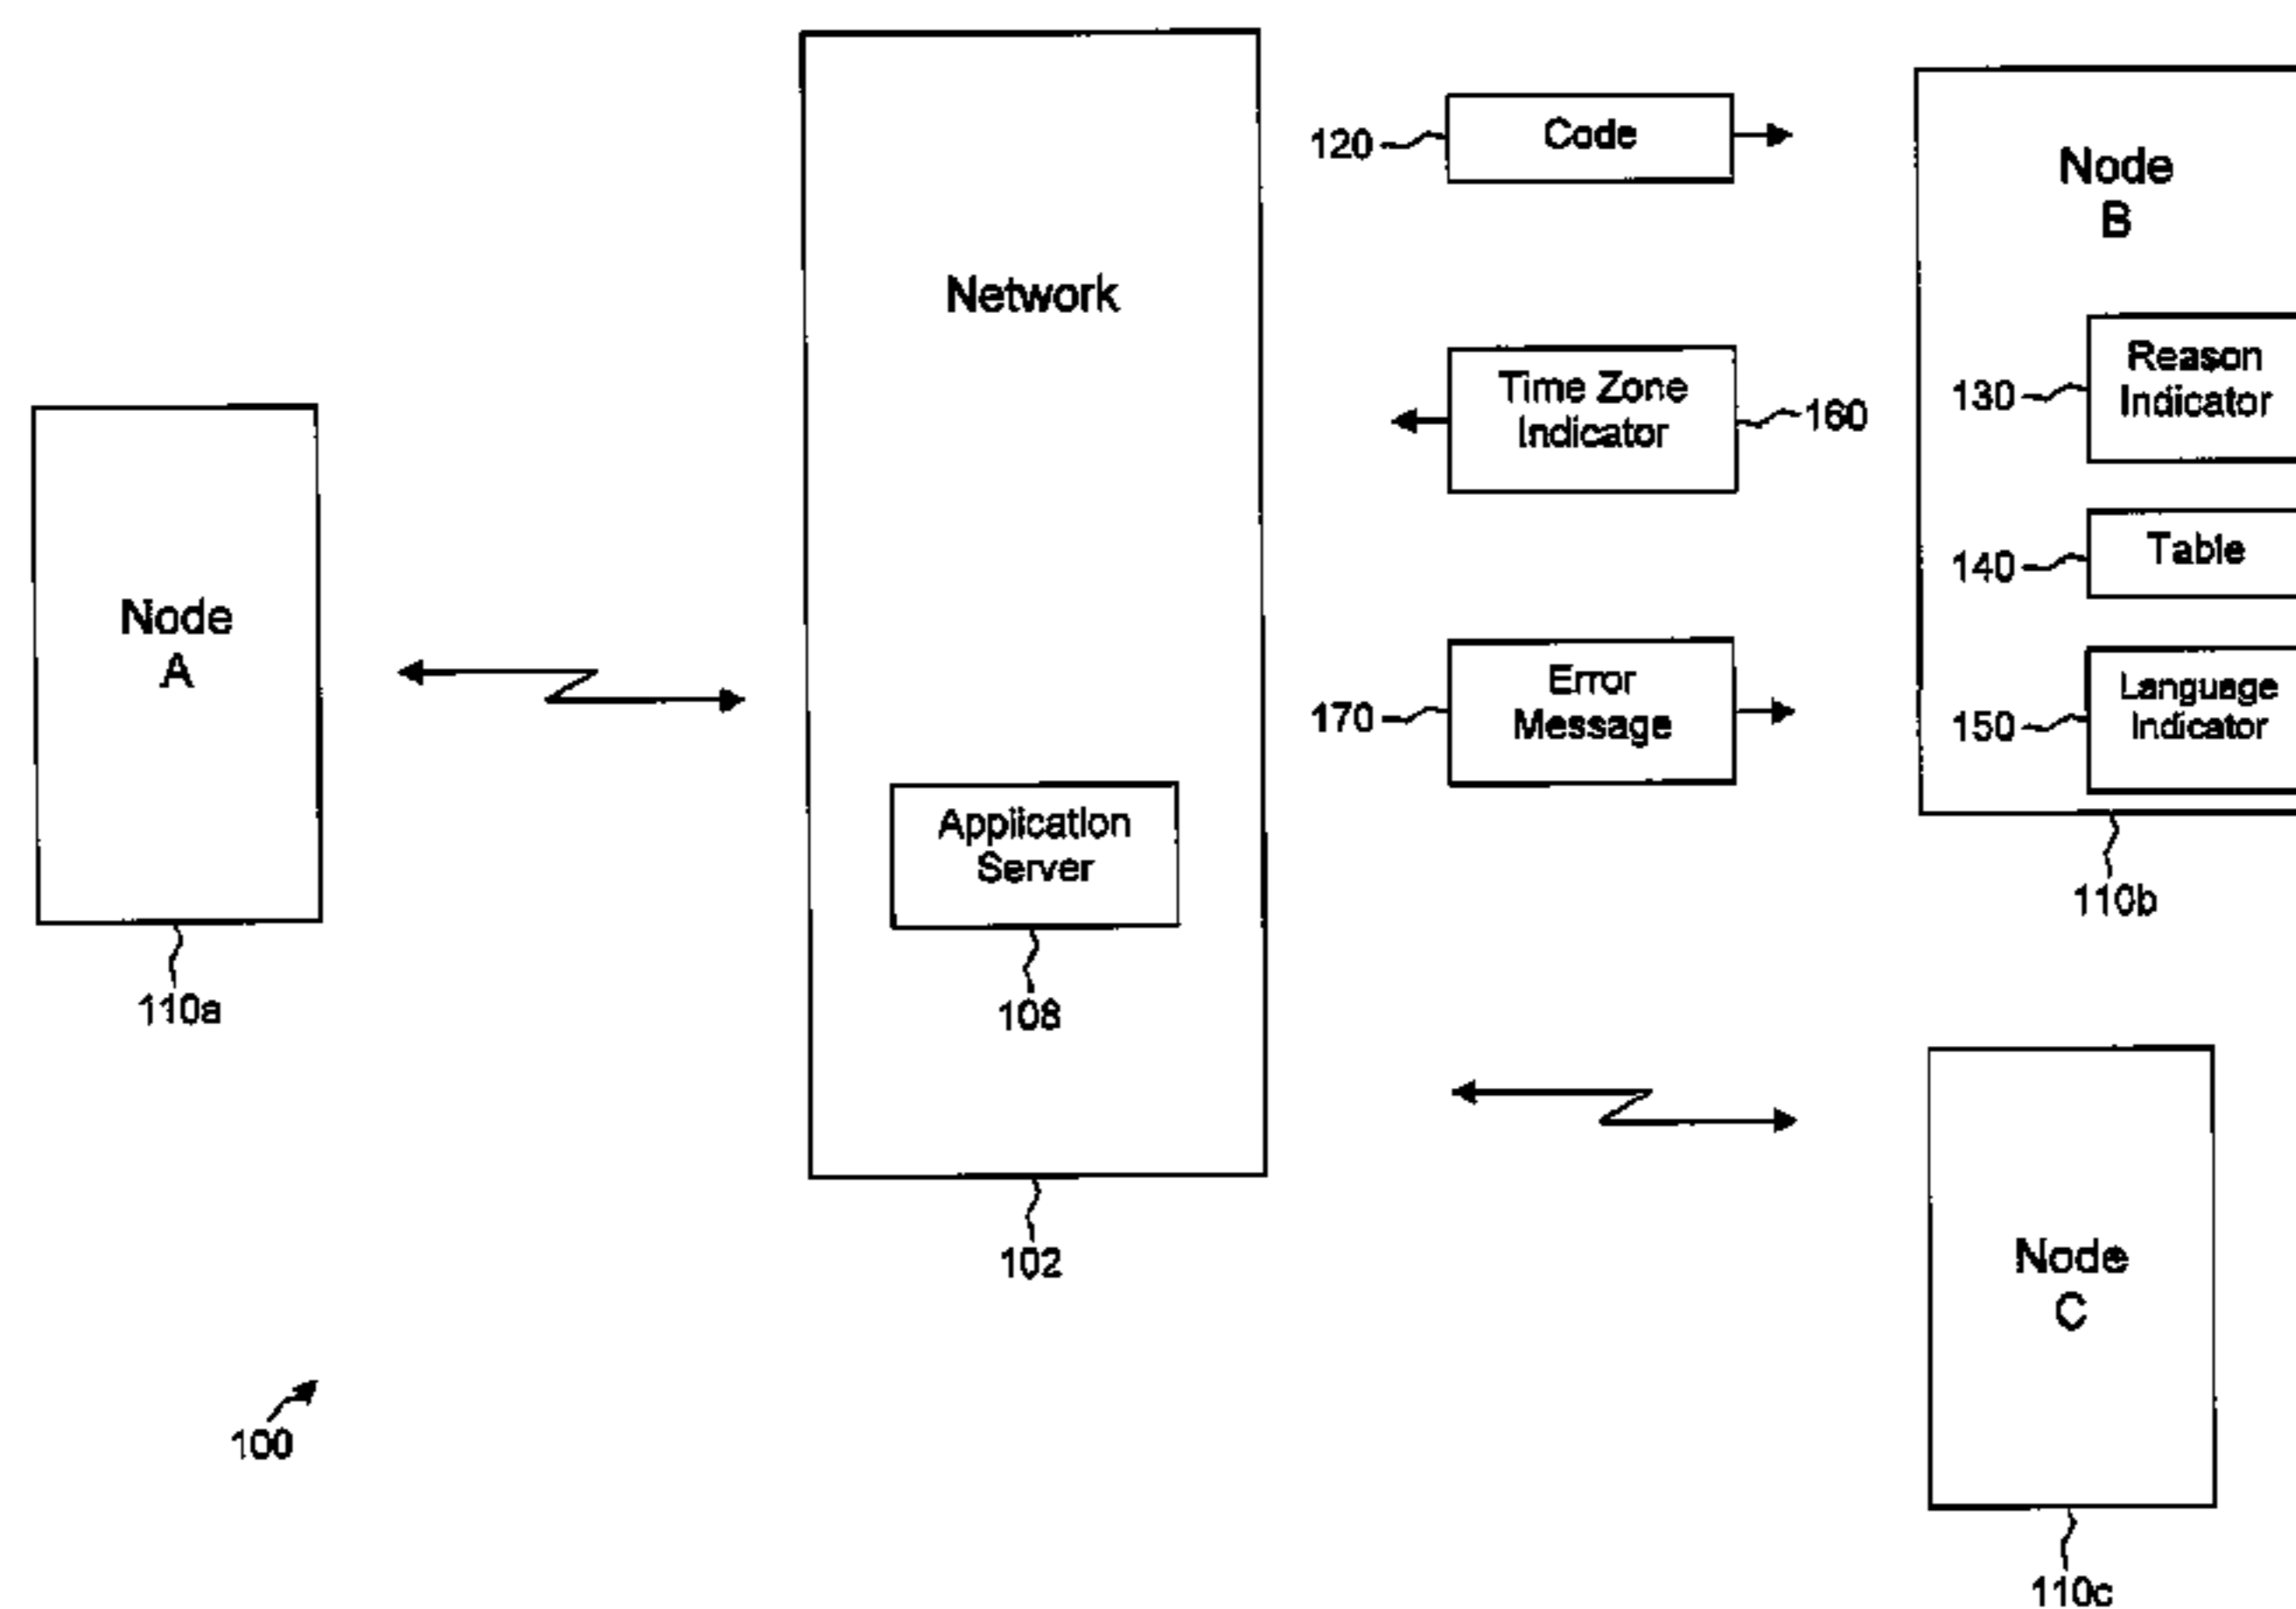 Node
A
110a
100
Network
Application
Server
108
102
120
Code
Time Zone
Indicator
160
170
Error
Message
Node
B
130
Reason
Indicator
140
Table
150
Language
Indicator
110b
Node
C
110c